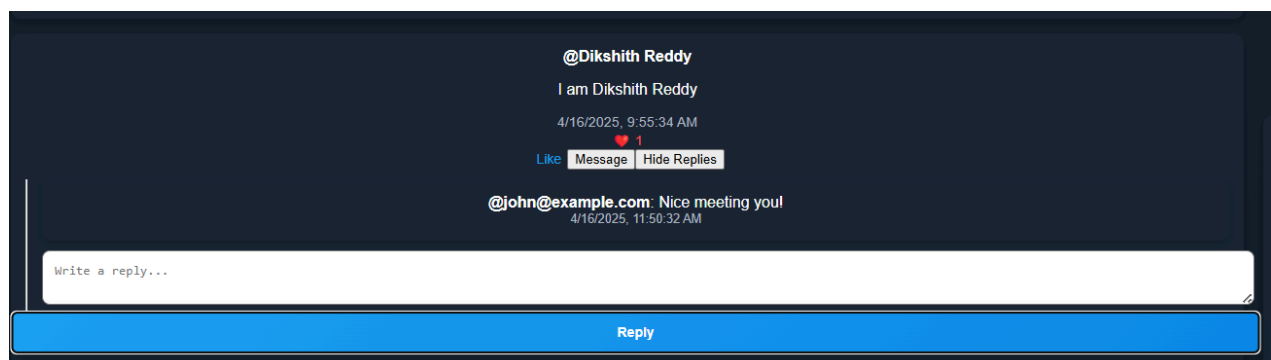 @Dikshith Reddy
I am Dikshith Reddy
4/16/2025, 9:55:34 AM
❤️ 1
Like Message Hide Replies
@john@example.com: Nice meeting you!
4/16/2025, 11:50:32 AM
Write a reply...
Reply